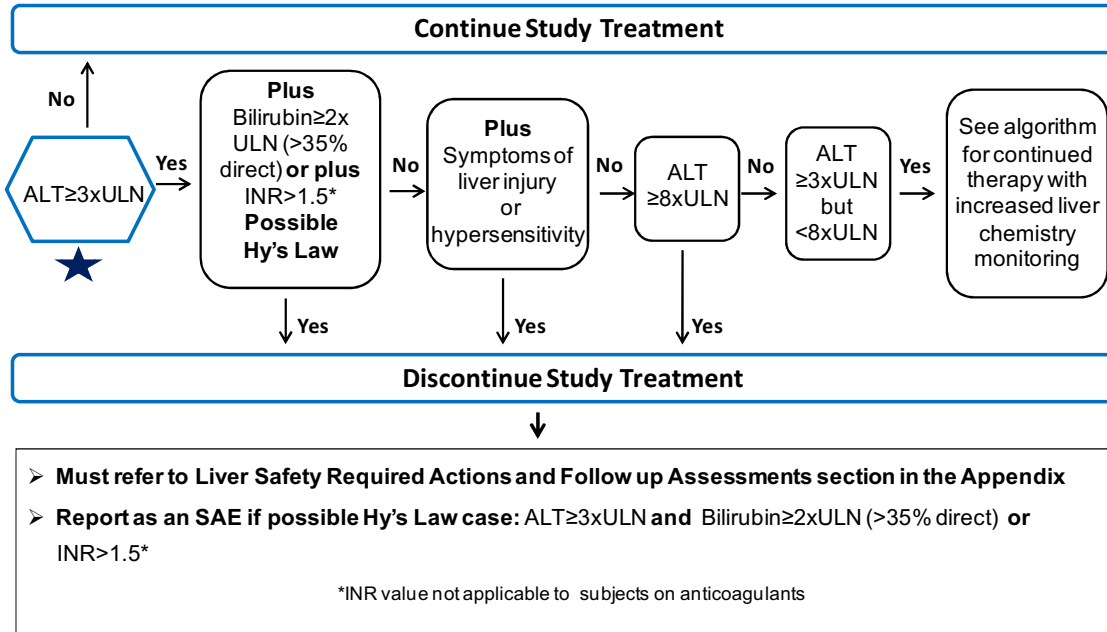 Continue Study Treatment
No
ALT≥3xULN
Yes
Plus
Bilirubin≥2x
ULN (>35%
direct) or plus
INR>1.5*
Possible
Hy's Law
No
Plus
Symptoms of
liver injury
or
hypersensitivity
No
ALT
≥8xULN
No
ALT
≥3xULN
but
<8xULN
Yes
See algorithm
for continued
therapy with
increased liver
chemistry
monitoring
Yes
Yes
Yes
Discontinue Study Treatment
➢ Must refer to Liver Safety Required Actions and Follow up Assessments section in the Appendix
➢ Report as an SAE if possible Hy's Law case: ALT≥3xULN and Bilirubin≥2xULN (>35% direct) or
INR>1.5*
*INR value not applicable to subjects on anticoagulants